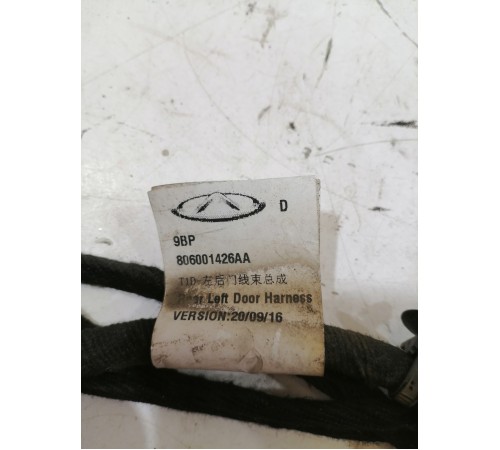 D
9BP
806001426AA
T1D 左后门线束总成
Rear Left Door Harness
VERSION:20/09/16